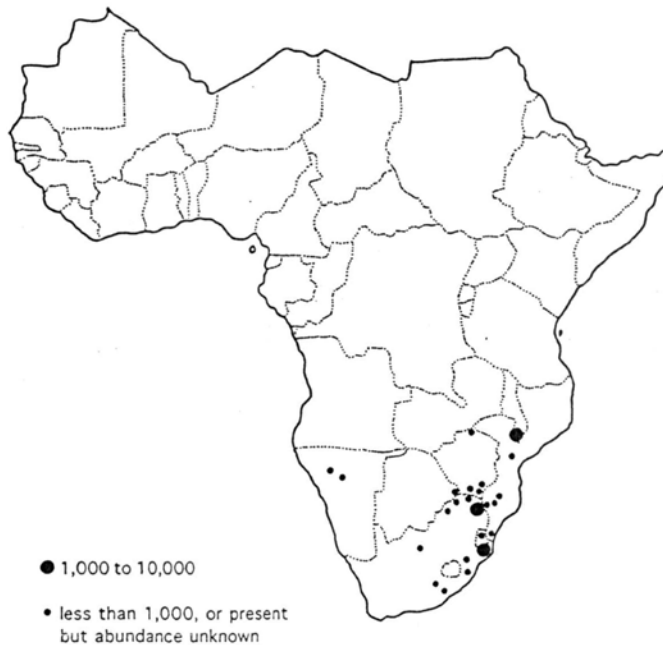 1,000 to 10,000
less than 1,000, or present
but abundance unknown